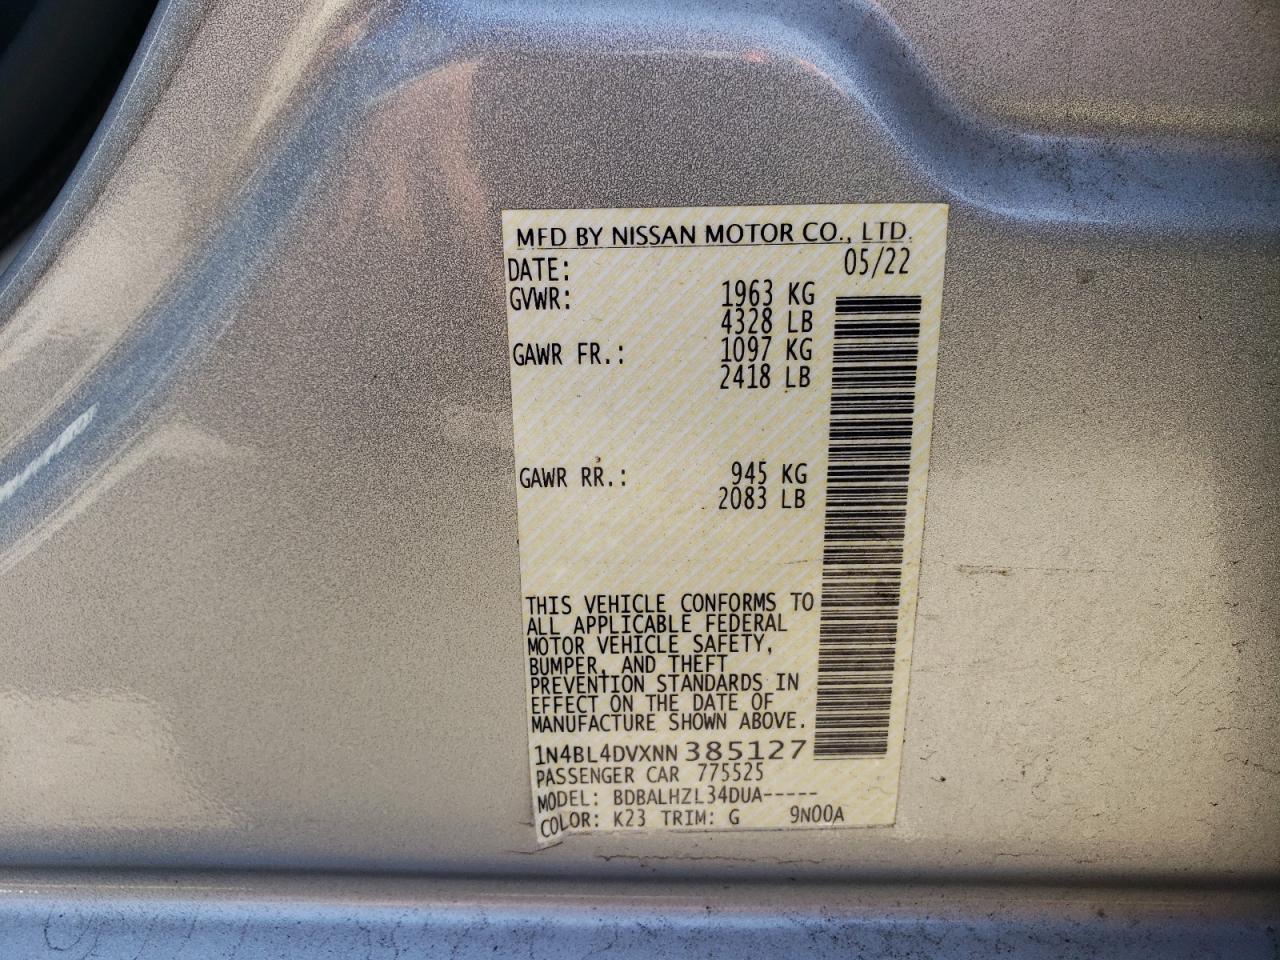 MFD BY NISSAN MOTOR CO., LTD.
DATE: 05/22
GVWR: 1963 KG
4328 LB
GAWR FR.: 1097 KG
2418 LB
GAWR RR.: 945 KG
2083 LB
THIS VEHICLE CONFORMS TO
ALL APPLICABLE FEDERAL
MOTOR VEHICLE SAFETY,
BUMPER, AND THEFT
PREVENTION STANDARDS IN
EFFECT ON THE DATE OF
MANUFACTURE SHOWN ABOVE.
1N4BL4DVXNN385127
PASSENGER CAR 775525
MODEL: BDBALHZL34DUA-----
COLOR: K23 TRIM: G 9N00A